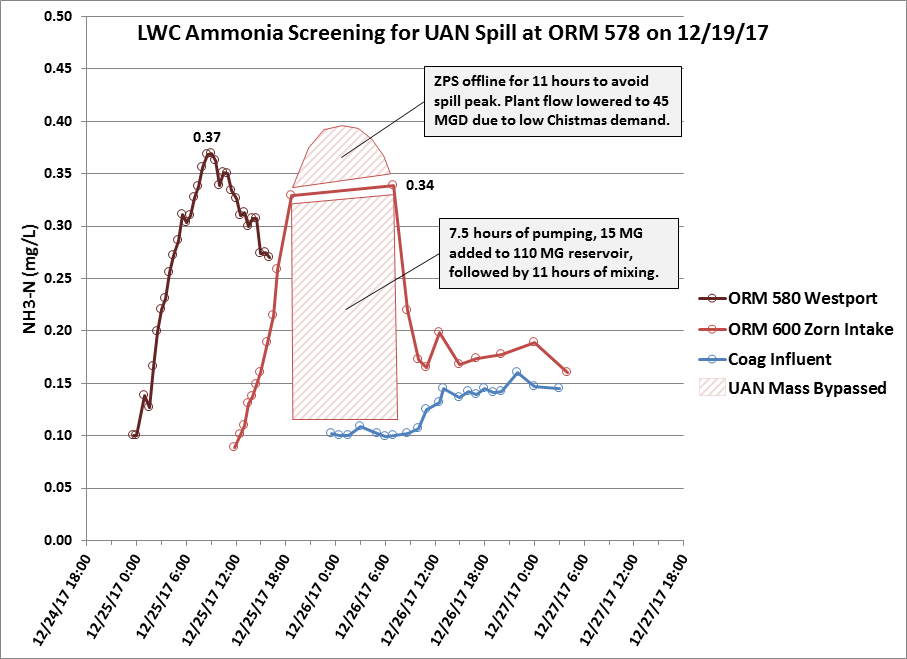 LWC Ammonia Screening for UAN Spill at ORM 578 on 12/19/17
NH3-N (mg/L)
0.50
0.45
0.40
0.35
0.30
0.25
0.20
0.15
0.10
0.05
0.00
0.37
ZPS offline for 11 hours to avoid
spill peak. Plant flow lowered to 45
MGD due to low Chistmas demand.
0.34
7.5 hours of pumping, 15 MG
added to 110 MG reservoir,
followed by 11 hours of mixing.
ORM 580 Westport
ORM 600 Zorn Intake
Coag Influent
UAN Mass Bypassed
12/24/17 18:00
12/25/17 0:00
12/25/17 6:00
12/25/17 12:00
12/25/17 18:00
12/26/17 0:00
12/26/17 6:00
12/26/17 12:00
12/26/17 18:00
12/27/17 0:00
12/27/17 6:00
12/27/17 12:00
12/27/17 18:00